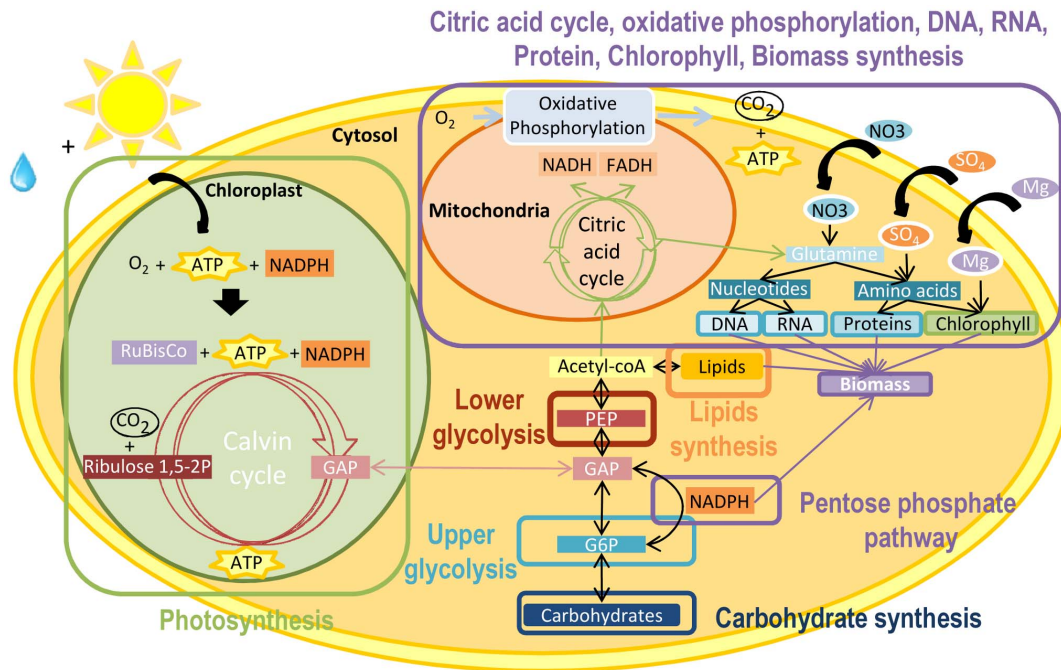 Citric acid cycle, oxidative phosphorylation, DNA, RNA,
Protein, Chlorophyll, Biomass synthesis
+
Cytosol
O₂
Oxidative
Phosphorylation
CO₂
+
ATP
NO3
SO₄
Mg
NADH
FADH
Chloroplast
Mitochondria
Citric
acid
cycle
NO3
SO₄
Mg
Glutamine
O₂ + ATP + NADPH
Nucleotides
Amino acids
DNA
RNA
Proteins
Chlorophyll
RuBisCo + ATP + NADPH
Acetyl-coA
Lipids
Biomass
Lower
glycolysis
PEP
Lipids
synthesis
CO₂
+
Ribulose 1,5-2P
Calvin
cycle
GAP
GAP
NADPH
Pentose phosphate
pathway
Upper
glycolysis
G6P
ATP
Photosynthesis
Carbohydrates
Carbohydrate synthesis